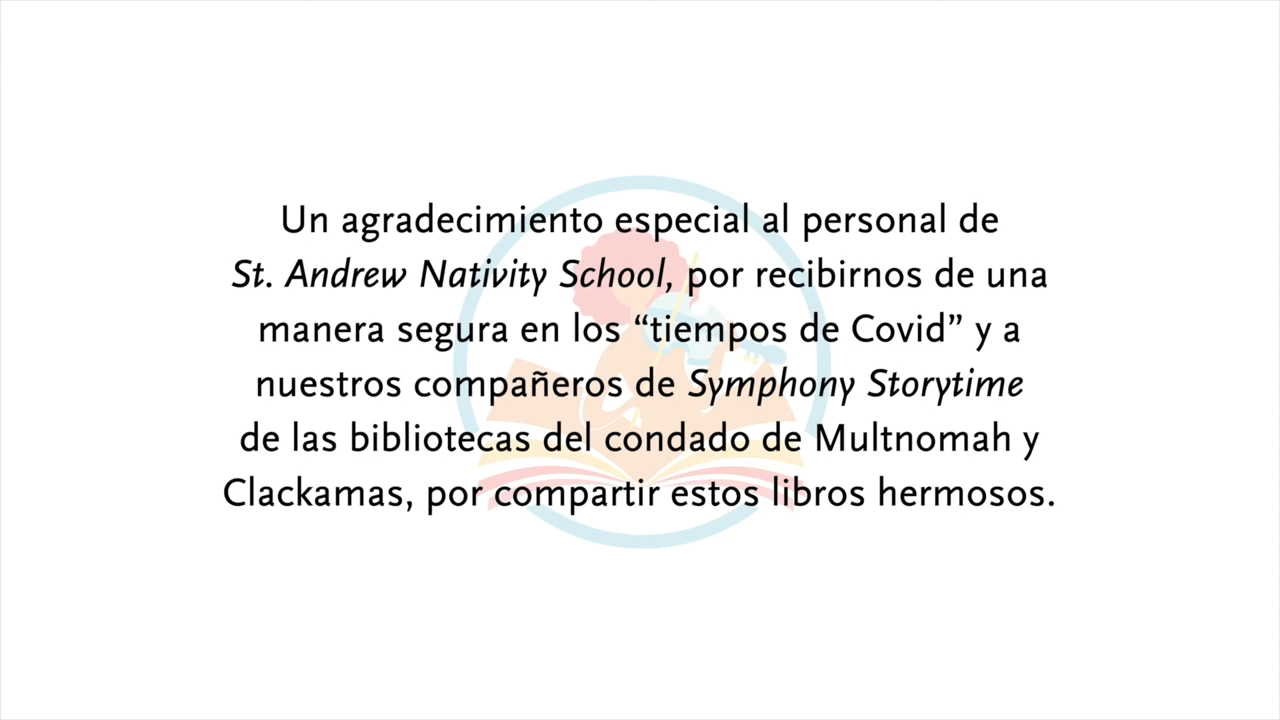 Un agradecimiento especial al personal de
St. Andrew Nativity School, por recibirnos de una
manera segura en los “tiempos de Covid” y a
nuestros compañeros de Symphony Storytime
de las bibliotecas del condado de Multnomah y
Clackamas, por compartir estos libros hermosos.